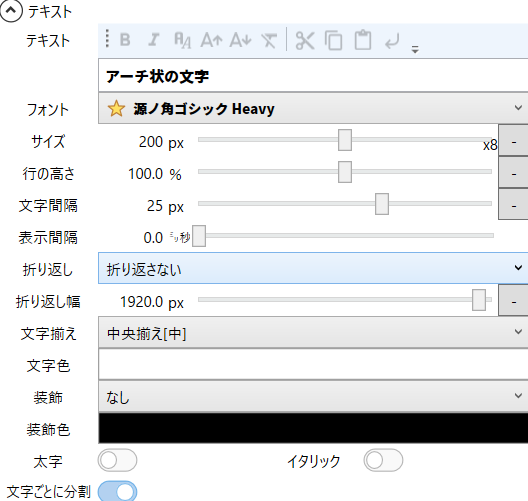 テキスト
テキスト B I A A A A T
アーチ状の文字
フォント 源ノ角ゴシック Heavy
サイズ 200 px x8 -
行の高さ 100.0 % -
文字間隔 25 px -
表示間隔 0.0 ミリ秒
折り返し 折り返さない
折り返し幅 1920.0 px -
文字揃え 中央揃え[中]
文字色
装飾 なし
装飾色
太字 イタリック
文字ごとに分割